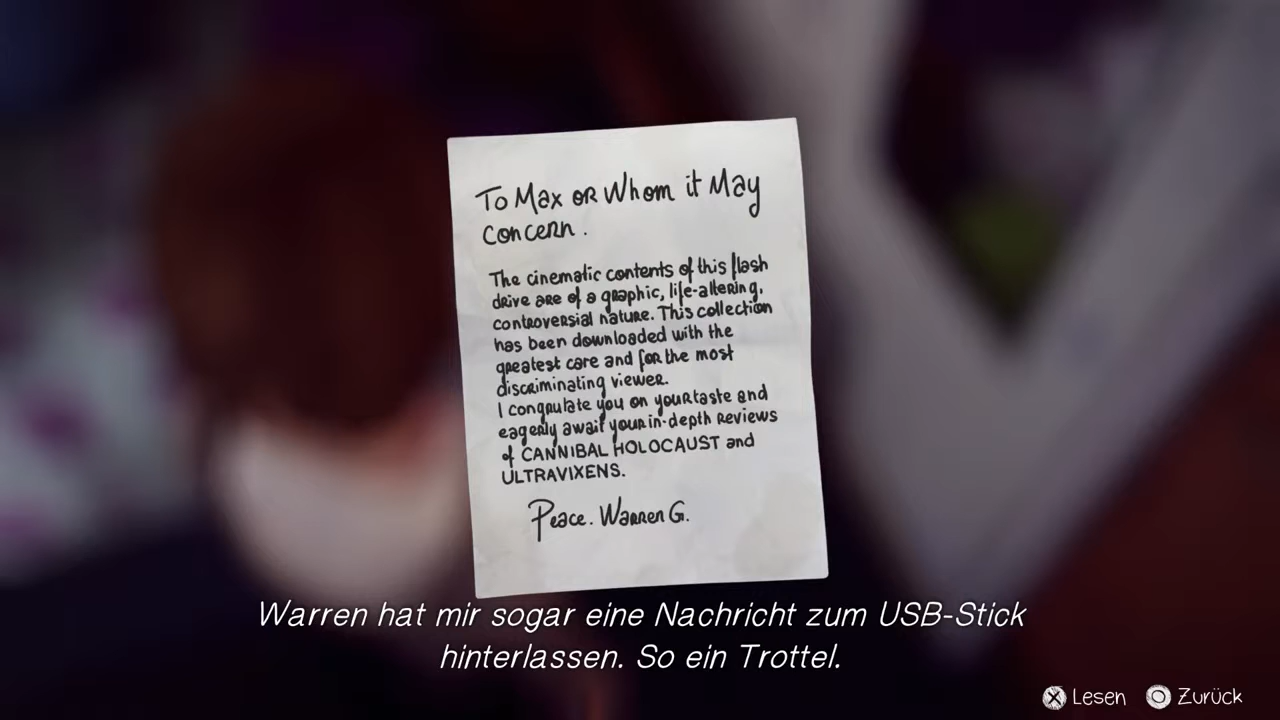 To Max or Whom it May
Concern.
The cinematic contents of this flash
drive are of a graphic, life-altering,
controversial nature. This collection
has been downloaded with the
greatest care and for the most
discriminating viewer.
I congrulate you on your taste and
eagerly await your in-depth reviews
of CANNIBAL HOLOCAUST and
ULTRAVIXENS.
Peace. Warren G.
Warren hat mir sogar eine Nachricht zum USB-Stick
hinterlassen. So ein Trottel.
Lesen Zurück